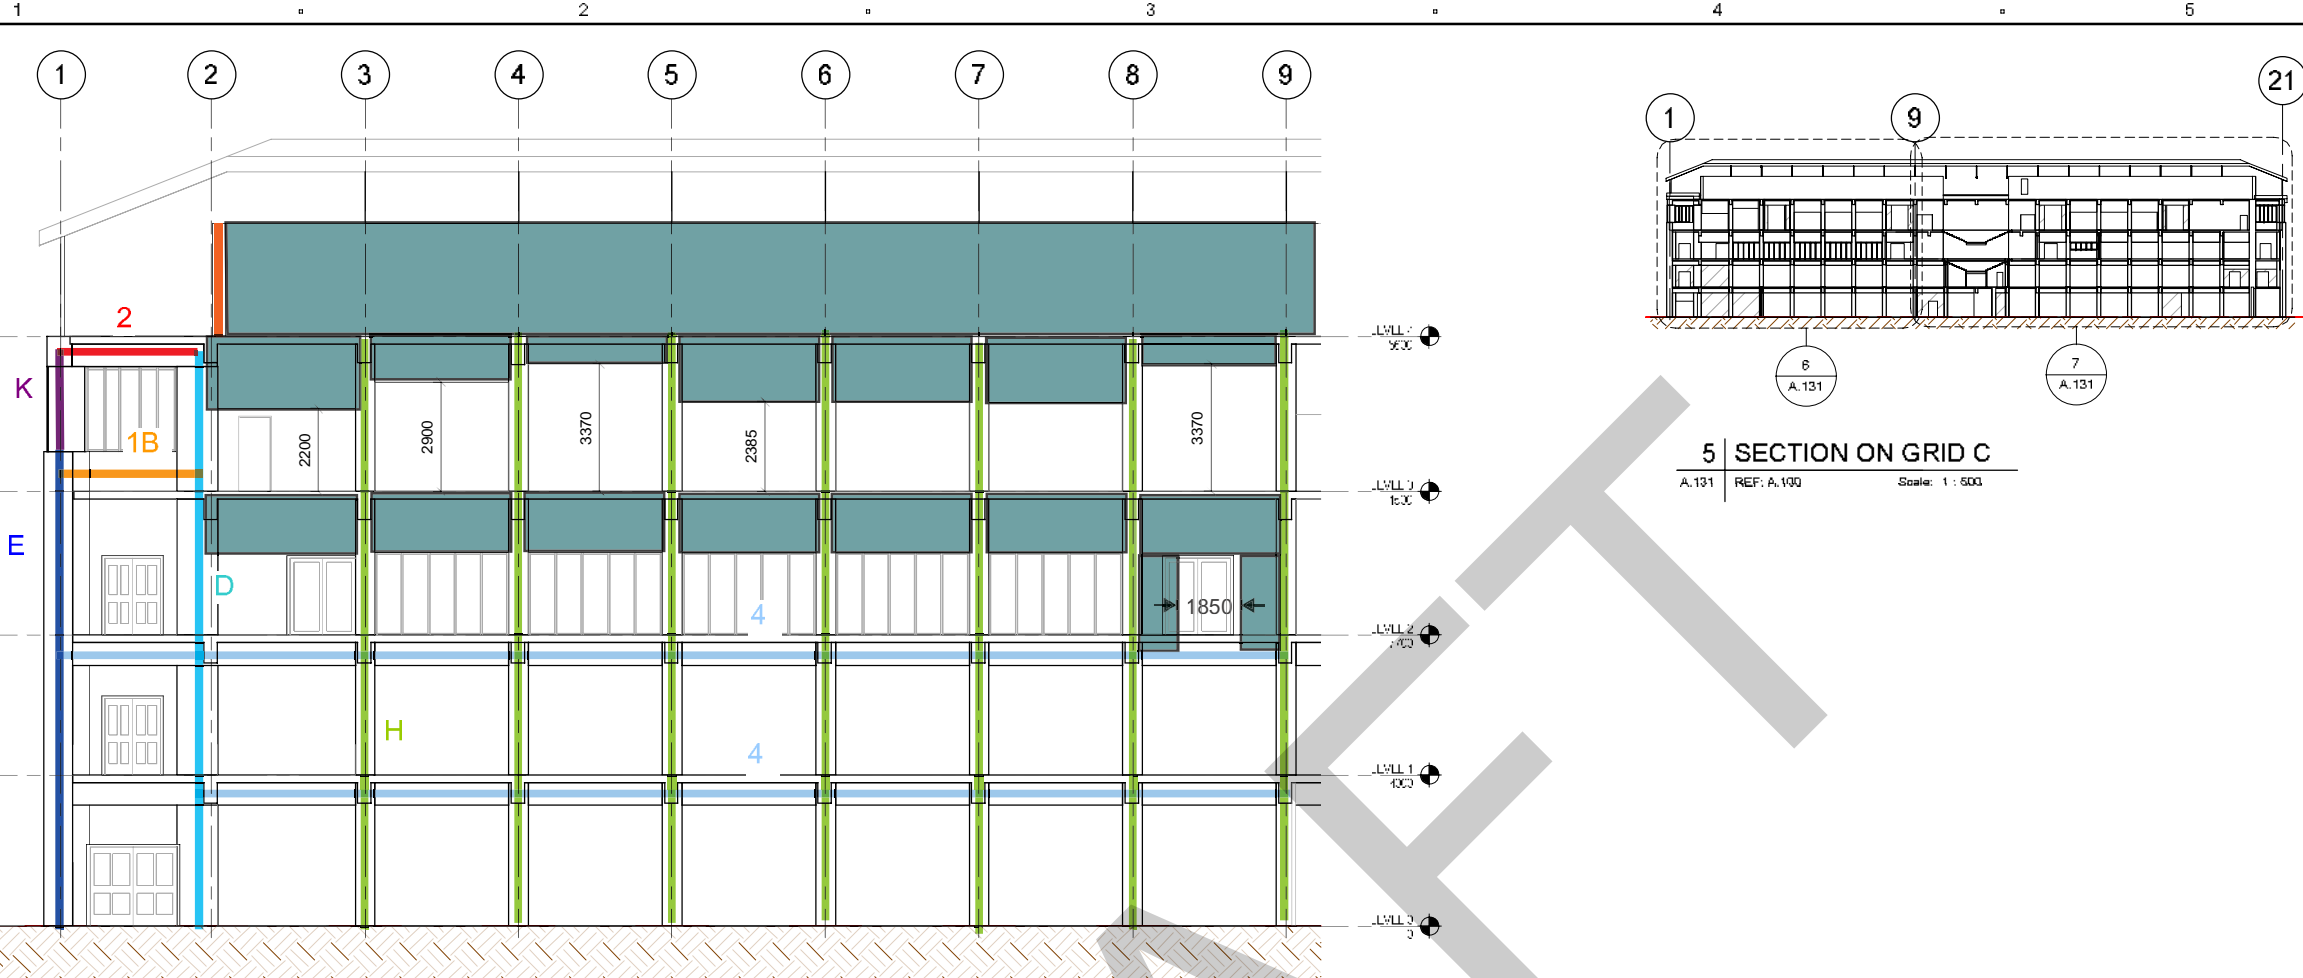 1 2 3 4 5
1 2 3 4 5 6 7 8 9
21
1 9
2
K
1B
2200 2900 3370 2385 3370
E
D
4
1850
H
4
6
A.131
7
A.131
5 SECTION ON GRID C
A.131 REF: A.100 Scale: 1 : 500